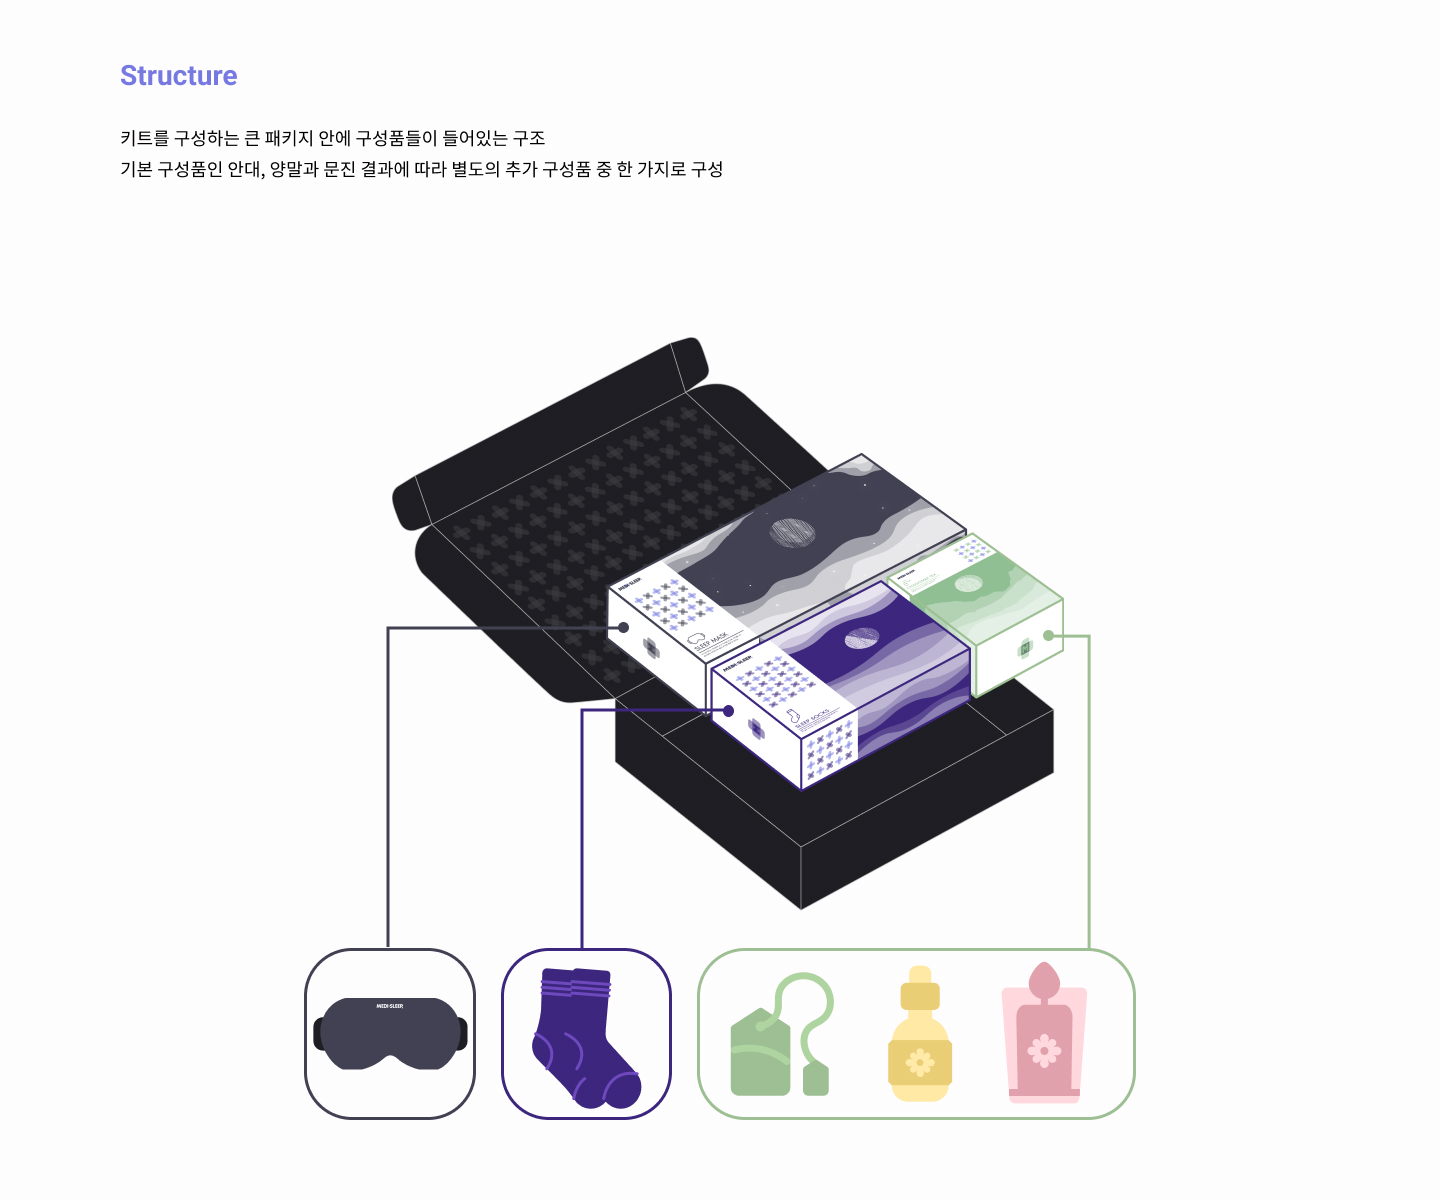 Structure
키트를 구성하는 큰 패키지 안에 구성품들이 들어있는 구조
기본 구성품인 안대, 양말과 문진 결과에 따라 별도의 추가 구성품 중 한 가지로 구성
MEDI·SLEEP
MEDI·SLEEP
SLEEP MASK
MEDI·SLEEP
SLEEP SOCKS
MEDI·SLEEP